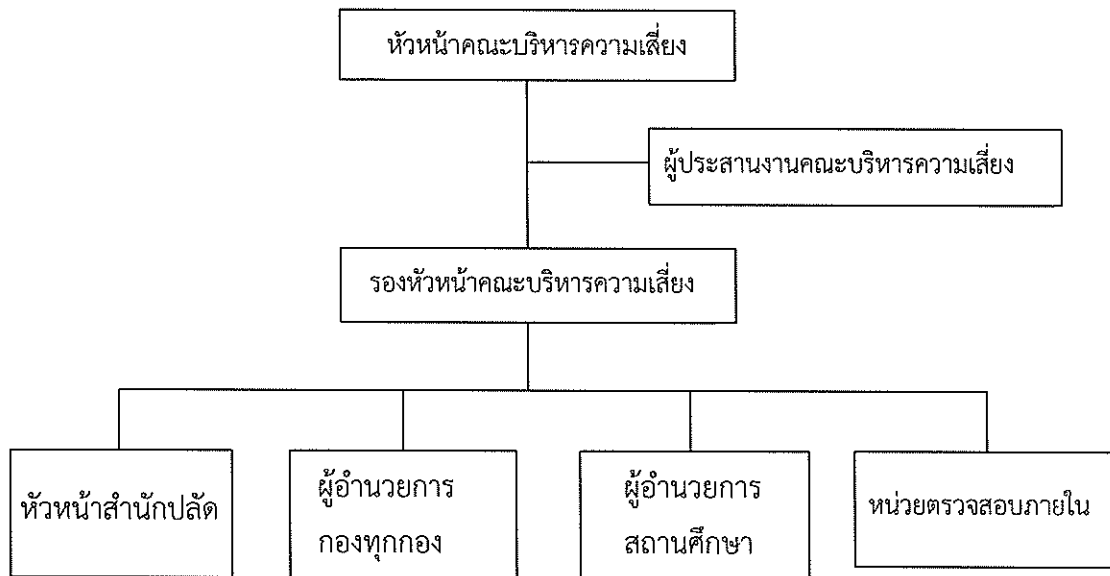 หัวหน้าคณะบริหารความเสี่ยง
ผู้ประสานงานคณะบริหารความเสี่ยง
รองหัวหน้าคณะบริหารความเสี่ยง
หัวหน้าสำนักปลัด
ผู้อำนวยการ
กองทุกกอง
ผู้อำนวยการ
สถานศึกษา
หน่วยตรวจสอบภายใน